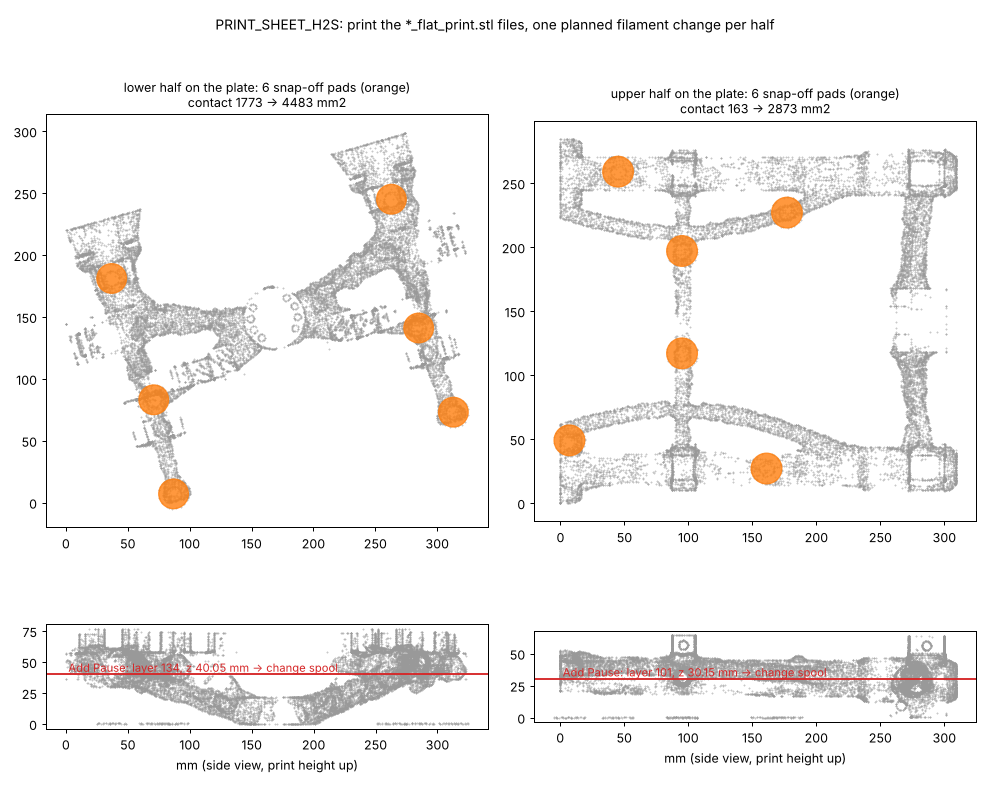 PRINT_SHEET_H2S: print the *_flat_print.stl files, one planned filament change per half
lower half on the plate: 6 snap-off pads (orange)
contact 1773 → 4483 mm2
300
250
200
150
100
50
0
0 50 100 150 200 250 300
upper half on the plate: 6 snap-off pads (orange)
contact 163 → 2873 mm2
250
200
150
100
50
0
0 50 100 150 200 250 300
75
50
25
0
Add Pause: layer 134, z 40.05 mm → change spool
0 50 100 150 200 250 300
mm (side view, print height up)
50
25
0
Add Pause: layer 101, z 30.15 mm → change spool
0 50 100 150 200 250 300
mm (side view, print height up)